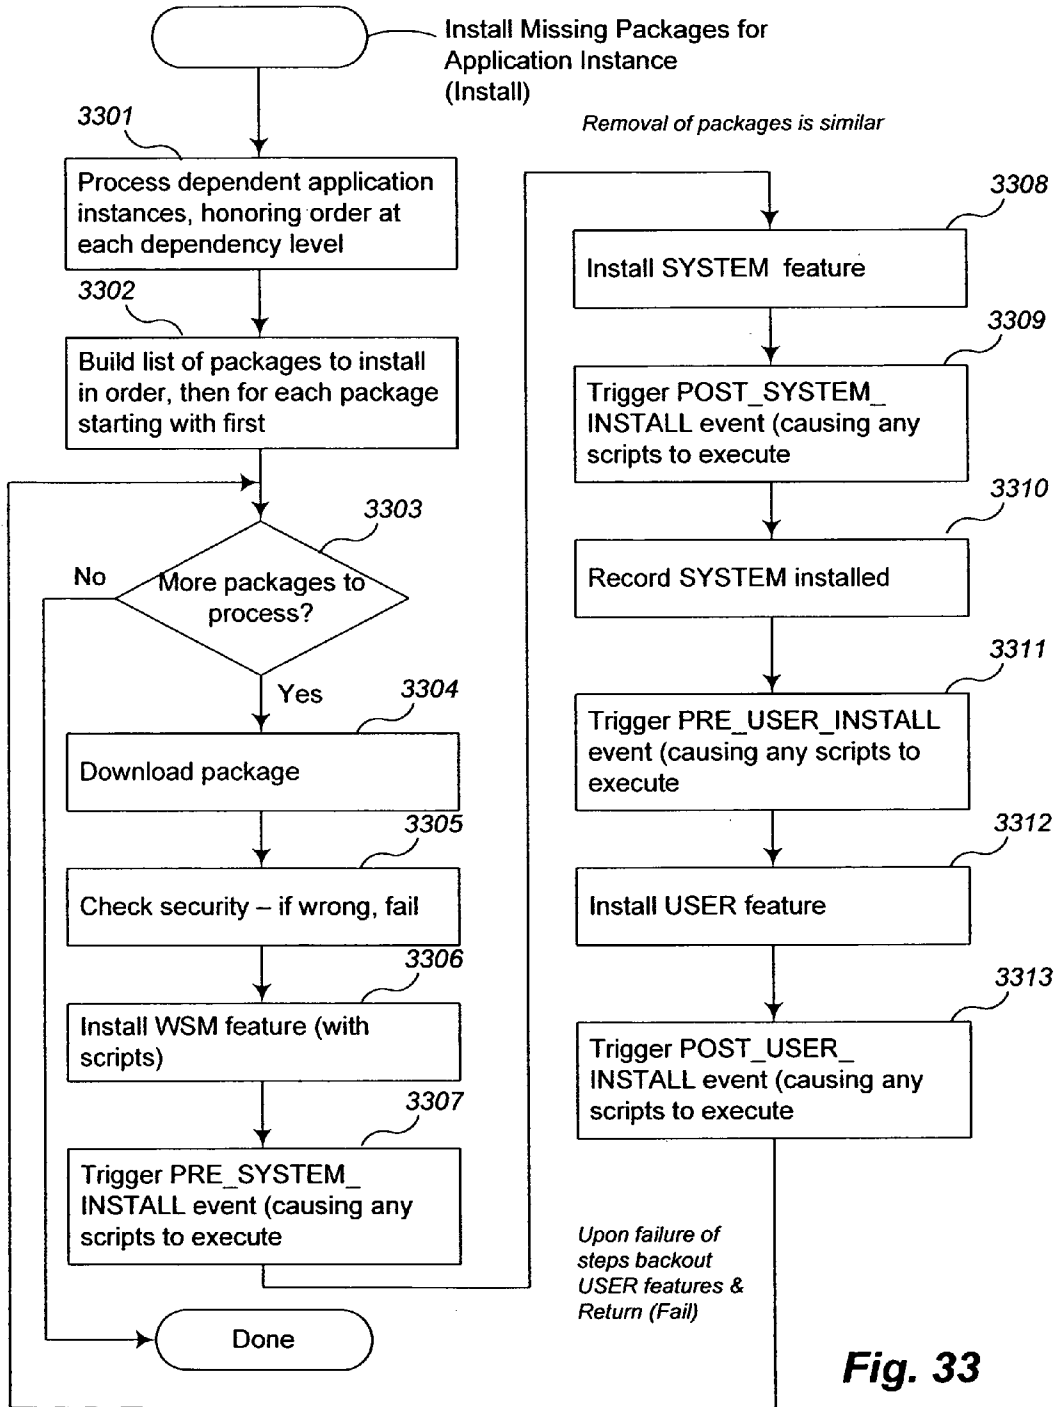 Install Missing Packages for
Application Instance
(Install)
3301
Process dependent application
instances, honoring order at
each dependency level
3302
Build list of packages to install
in order, then for each package
starting with first
3303
No
More packages to
process?
Yes
3304
Download package
3305
Check security – if wrong, fail
3306
Install WSM feature (with
scripts)
3307
Trigger PRE_SYSTEM_
INSTALL event (causing any
scripts to execute
Done
Removal of packages is similar
3308
Install SYSTEM feature
3309
Trigger POST_SYSTEM_
INSTALL event (causing any
scripts to execute
3310
Record SYSTEM installed
3311
Trigger PRE_USER_INSTALL
event (causing any scripts to
execute
3312
Install USER feature
3313
Trigger POST_USER_
INSTALL event (causing any
scripts to execute
Upon failure of
steps backout
USER features &
Return (Fail)
Fig. 33